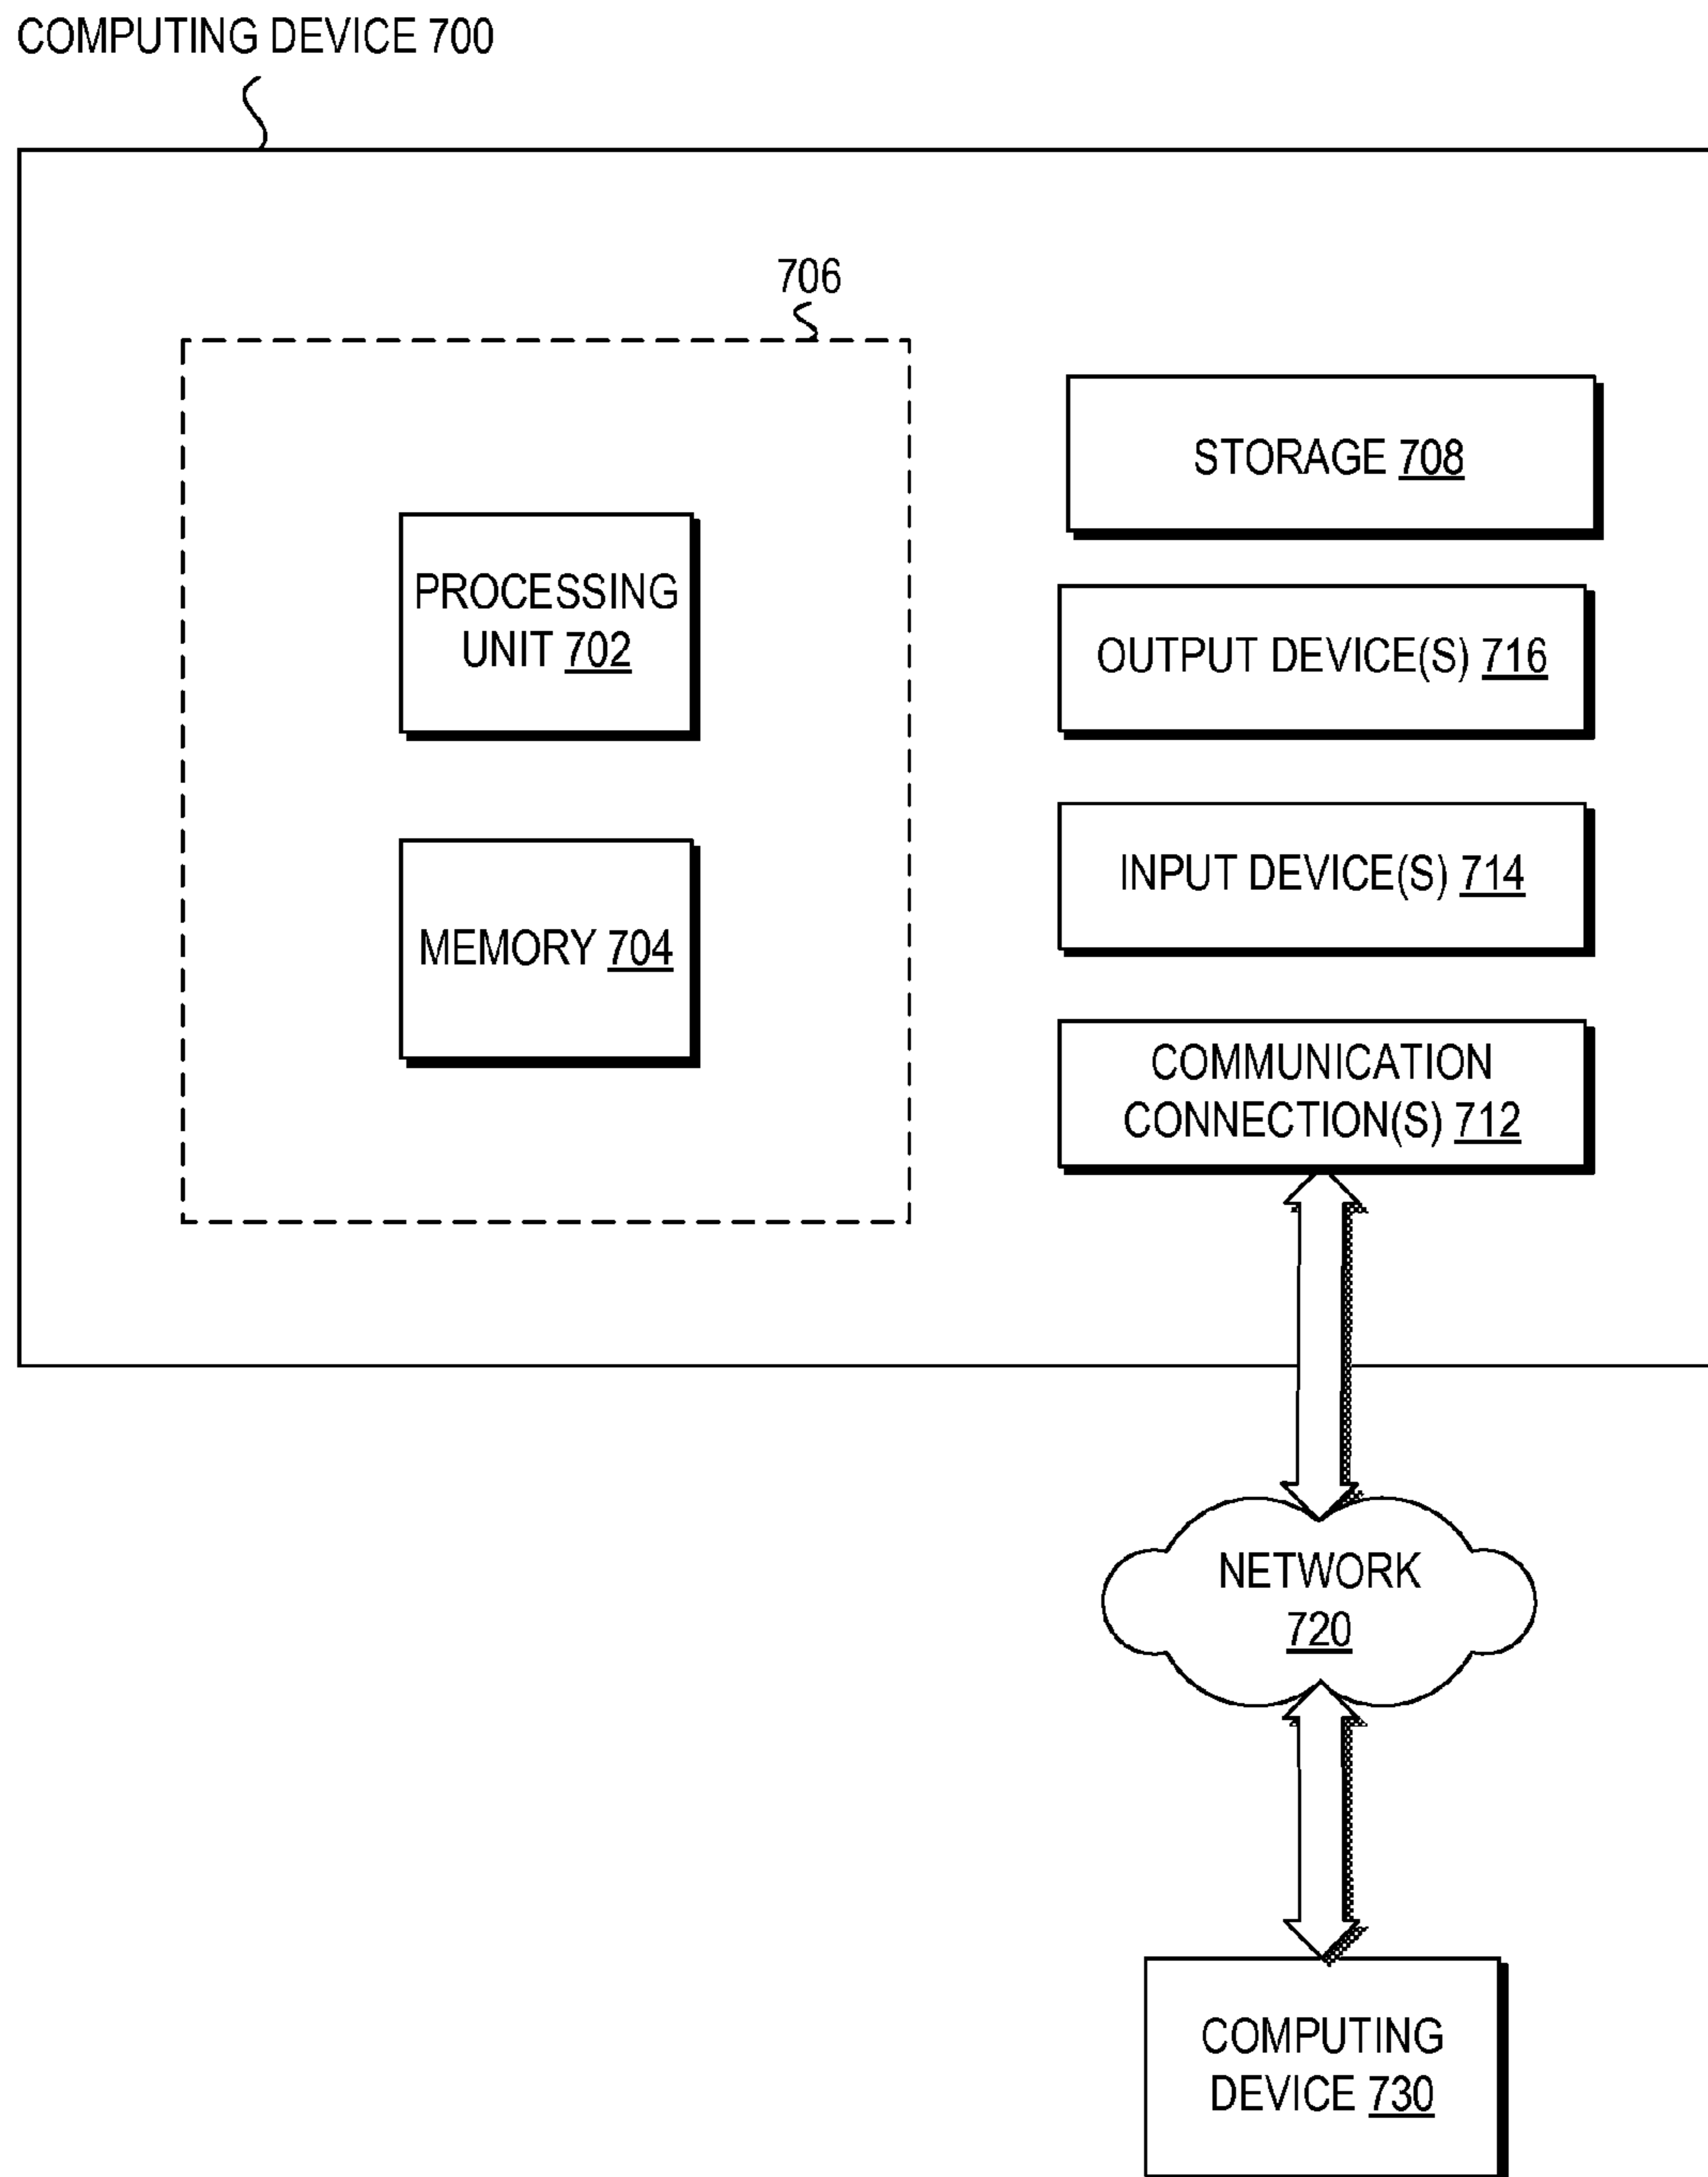 COMPUTING DEVICE 700
706
PROCESSING
UNIT 702
MEMORY 704
STORAGE 708
OUTPUT DEVICE(S) 716
INPUT DEVICE(S) 714
COMMUNICATION
CONNECTION(S) 712
NETWORK
720
COMPUTING
DEVICE 730